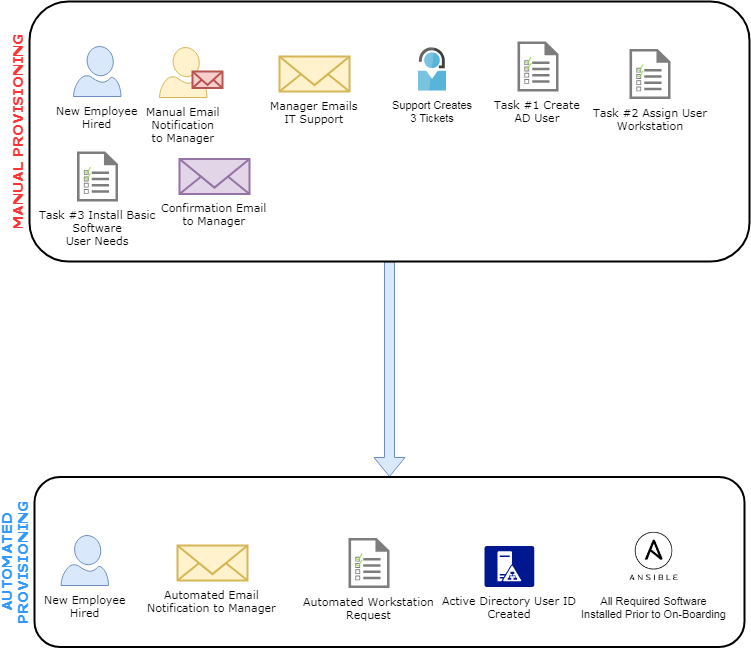 MANUAL PROVISIONING
New Employee
Hired
Manual Email
Notification
to Manager
Manager Emails
IT Support
Support Creates
3 Tickets
Task #1 Create
AD User
Task #2 Assign User
Workstation
Task #3 Install Basic
Software
User Needs
Confirmation Email
to Manager
AUTOMATED
PROVISIONING
New Employee
Hired
Automated Email
Notification to Manager
Automated Workstation
Request
Active Directory User ID
Created
ANSIBLE
All Required Software
Installed Prior to On-Boarding